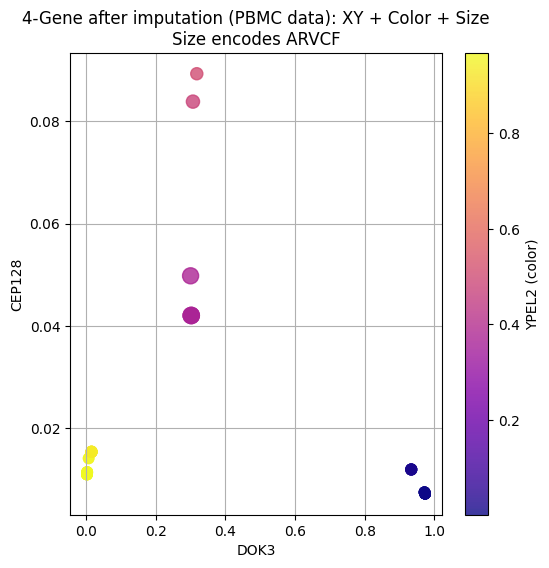 4-Gene after imputation (PBMC data): XY + Color + Size
Size encodes ARVCF
0.08
0.06
0.04
0.02
CEP128
0.0
0.2
0.4
0.6
0.8
1.0
DOK3
0.8
0.6
0.4
0.2
YPEL2 (color)